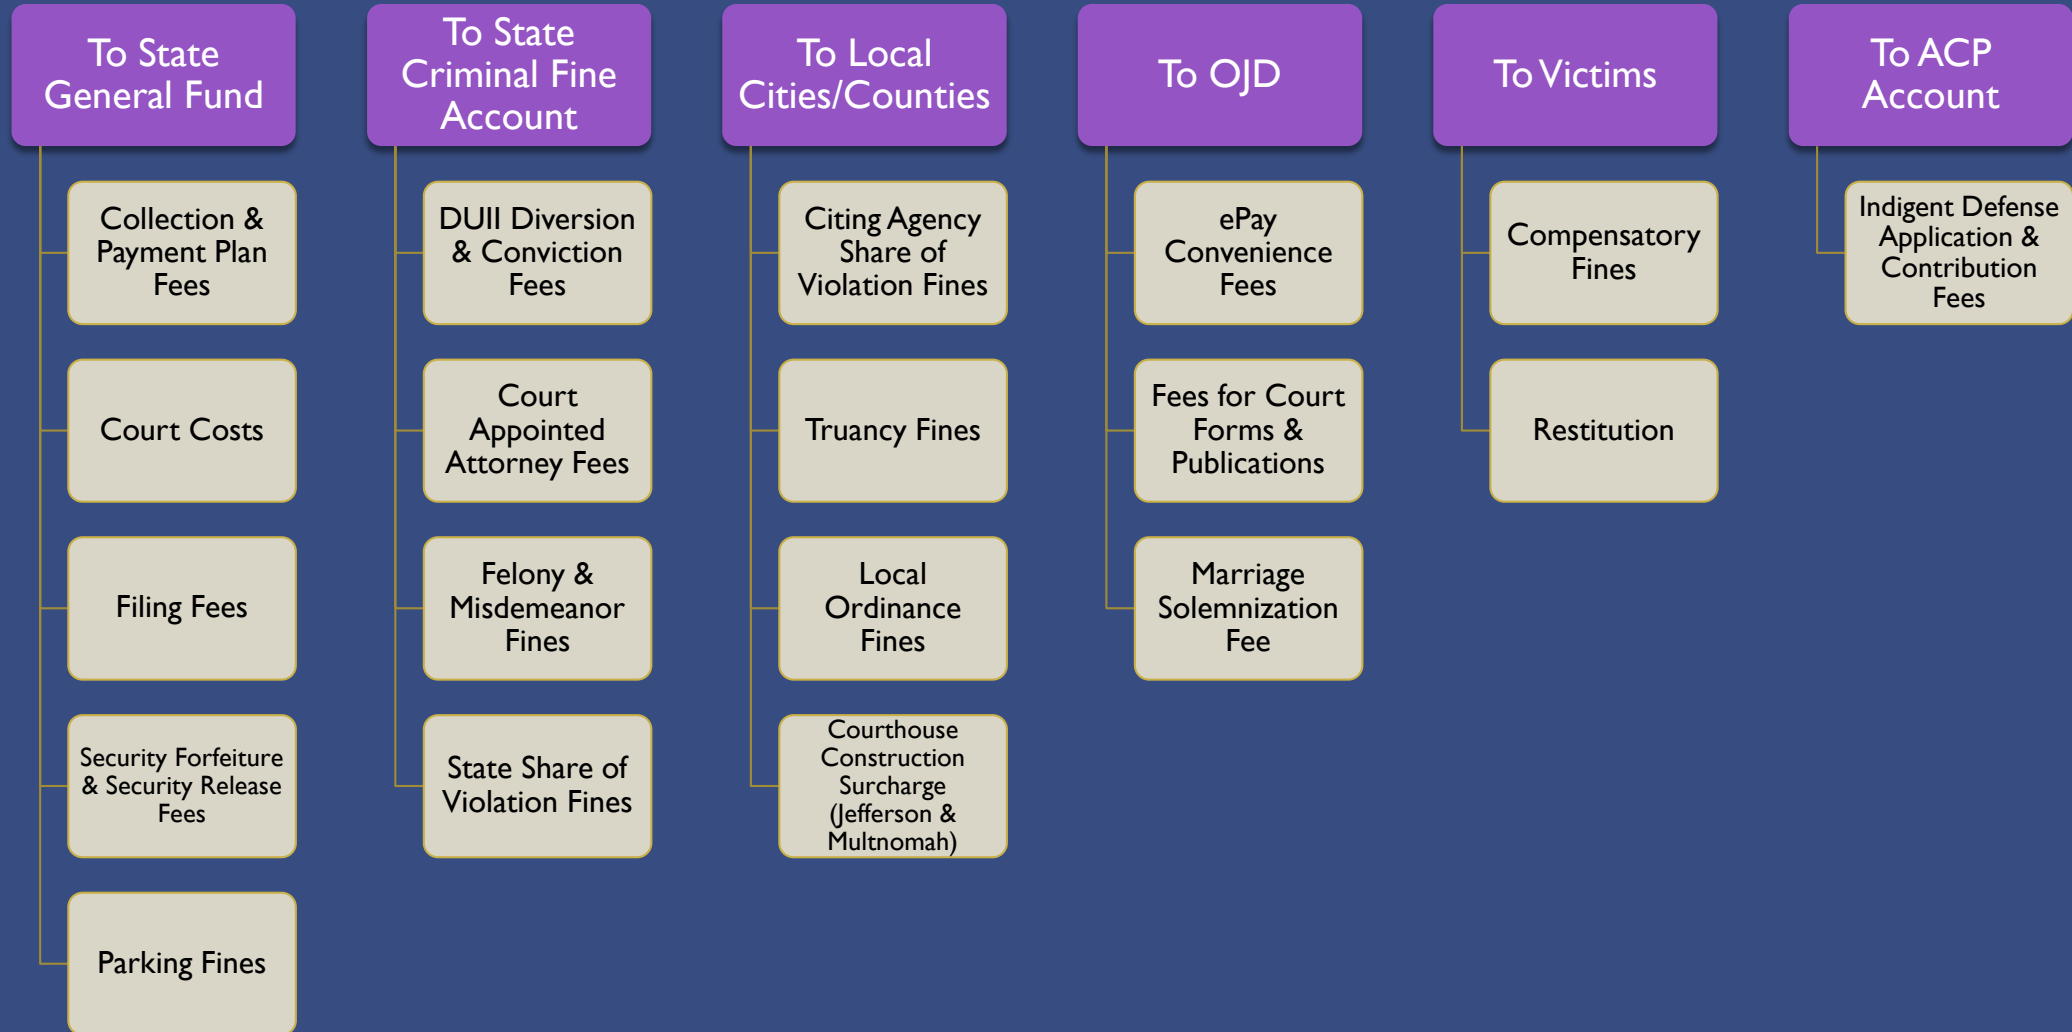 To State
General Fund
Collection &
Payment Plan
Fees
Court Costs
Filing Fees
Security Forfeiture
& Security Release
Fees
Parking Fines
To State
Criminal Fine
Account
DUII Diversion
& Conviction
Fees
Court
Appointed
Attorney Fees
Felony &
Misdemeanor
Fines
State Share of
Violation Fines
To Local
Cities/Counties
Citing Agency
Share of
Violation Fines
Truancy Fines
Local
Ordinance
Fines
Courthouse
Construction
Surcharge
(Jefferson &
Multnomah)
To OJD
ePay
Convenience
Fees
Fees for Court
Forms &
Publications
Marriage
Solemnization
Fee
To Victims
Compensatory
Fines
Restitution
To ACP
Account
Indigent Defense
Application &
Contribution
Fees